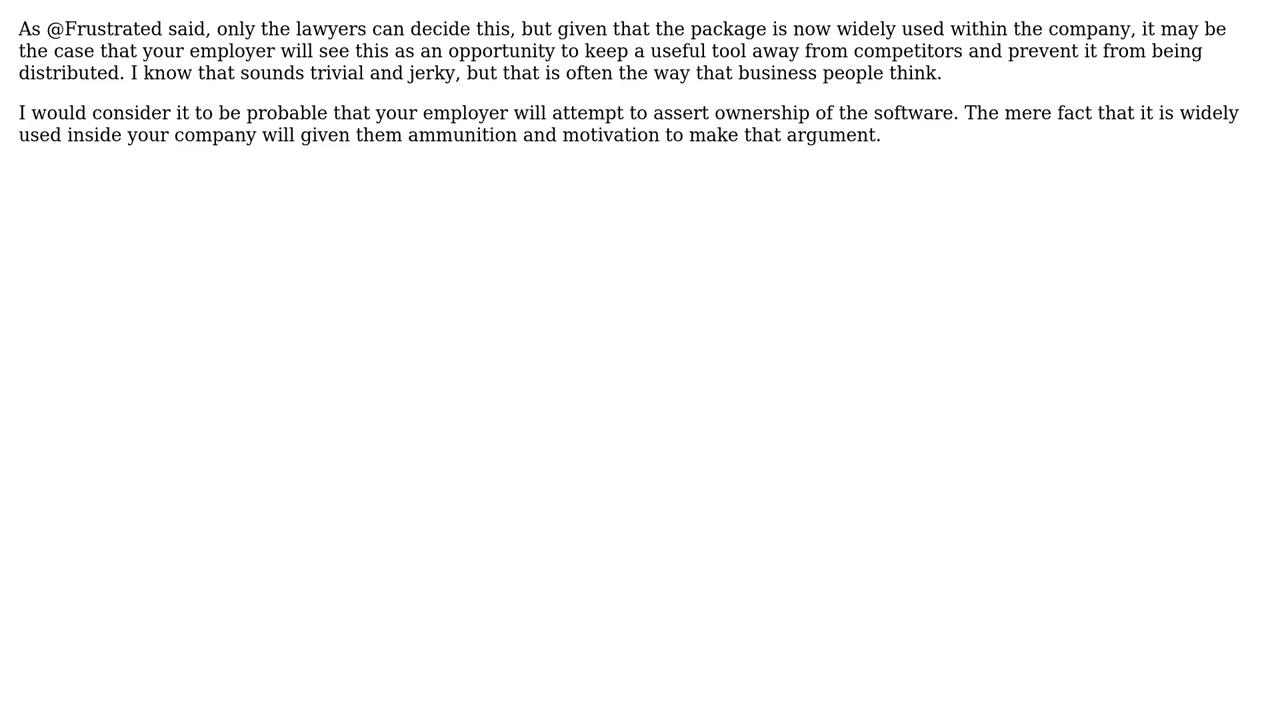 As @Frustrated said, only the lawyers can decide this, but given that the package is now widely used within the company, it may be
the case that your employer will see this as an opportunity to keep a useful tool away from competitors and prevent it from being
distributed. I know that sounds trivial and jerky, but that is often the way that business people think.
I would consider it to be probable that your employer will attempt to assert ownership of the software. The mere fact that it is widely
used inside your company will given them ammunition and motivation to make that argument.